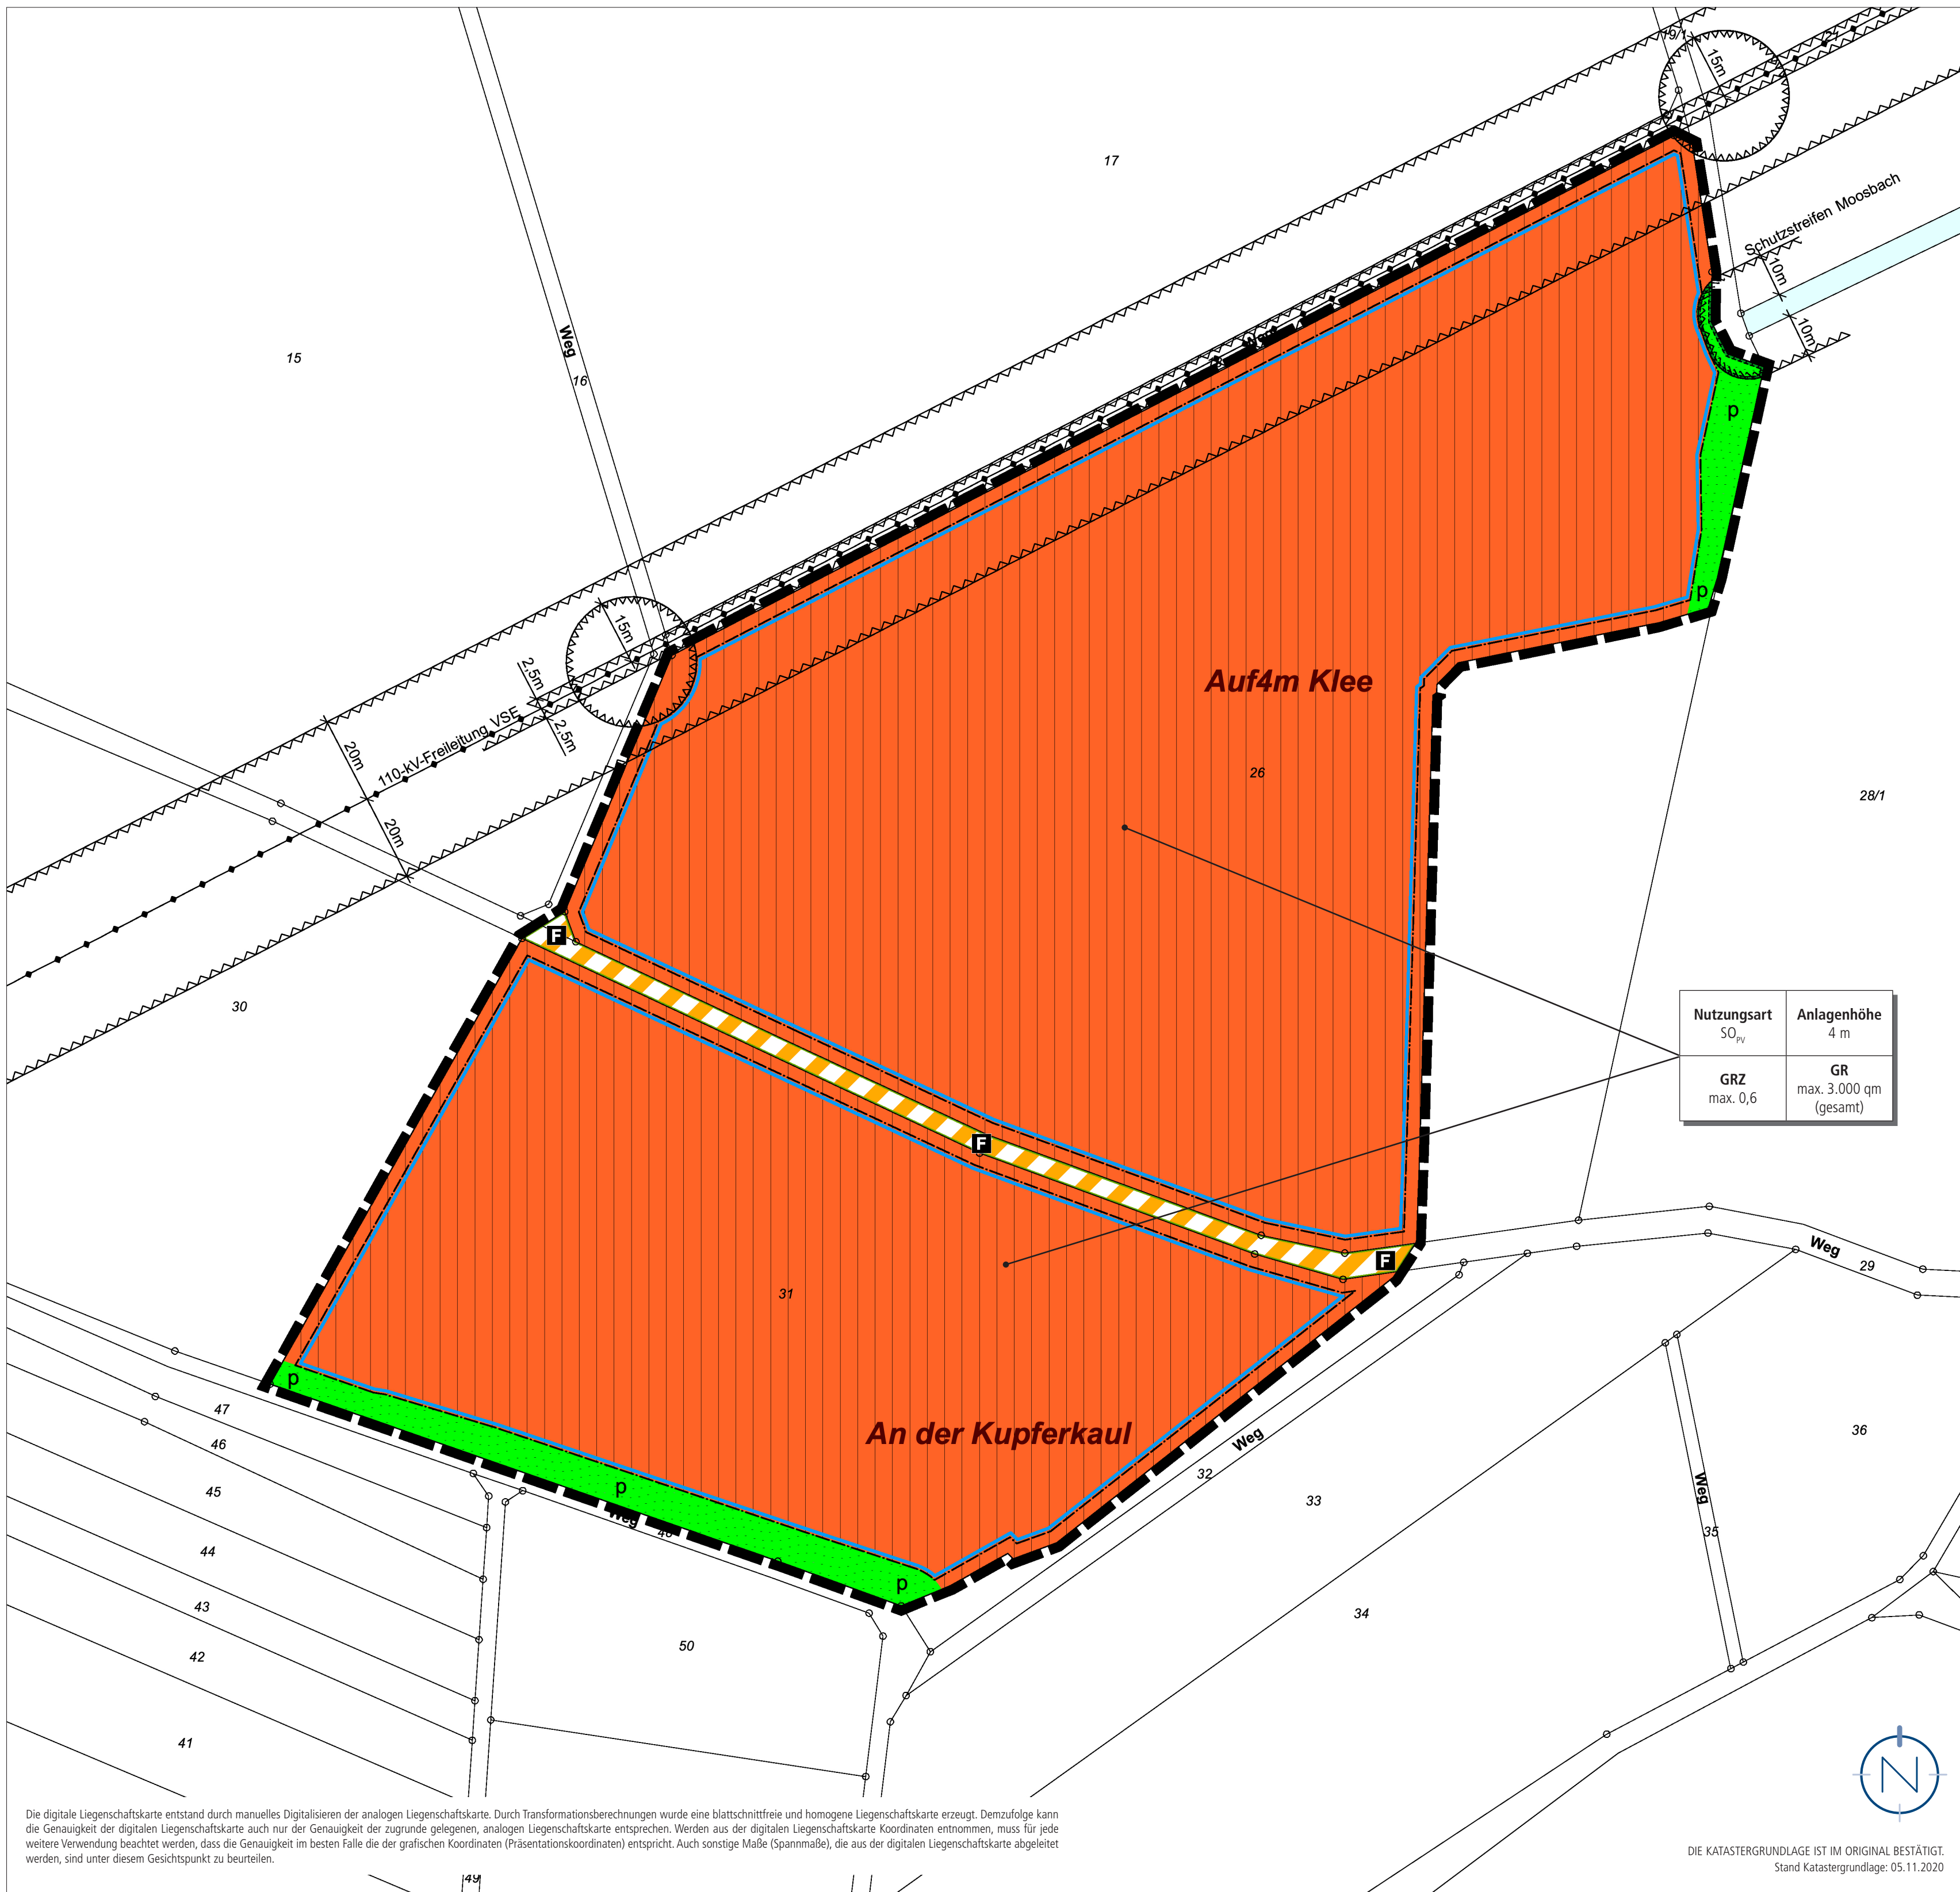 19/1
21
15m
17
Schutzstreifen Moosbach
10m
10m
15
Weg
16
p
p
15m
2,5m
2,5m
110-kV-Freileitung VSE
20m
20m
Auf4m Klee
26
28/1
F
30
Nutzungsart
SOPV
Anlagenhöhe
4 m
GRZ
max. 0,6
GR
max. 3.000 qm
(gesamt)
F
F
Weg
29
31
p
An der Kupferkaul
47
46
45
p
Weg
48
Weg
32
33
36
Weg
35
44
p
43
34
50
42
41
N
Die digitale Liegenschaftskarte entstand durch manuelles Digitalisieren der analogen Liegenschaftskarte. Durch Transformationsberechnungen wurde eine blattschnittfreie und homogene Liegenschaftskarte erzeugt. Demzufolge kann
die Genauigkeit der digitalen Liegenschaftskarte auch nur der Genauigkeit der zugrunde gelegenen, analogen Liegenschaftskarte entsprechen. Werden aus der digitalen Liegenschaftskarte Koordinaten entnommen, muss für jede
weitere Verwendung beachtet werden, dass die Genauigkeit im besten Falle die der grafischen Koordinaten (Präsentationskoordinaten) entspricht. Auch sonstige Maße (Spannmaße), die aus der digitalen Liegenschaftskarte abgeleitet
werden, sind unter diesem Gesichtspunkt zu beurteilen.
DIE KATASTERGRUNDLAGE IST IM ORIGINAL BESTÄTIGT.
Stand Katastergrundlage: 05.11.2020
49